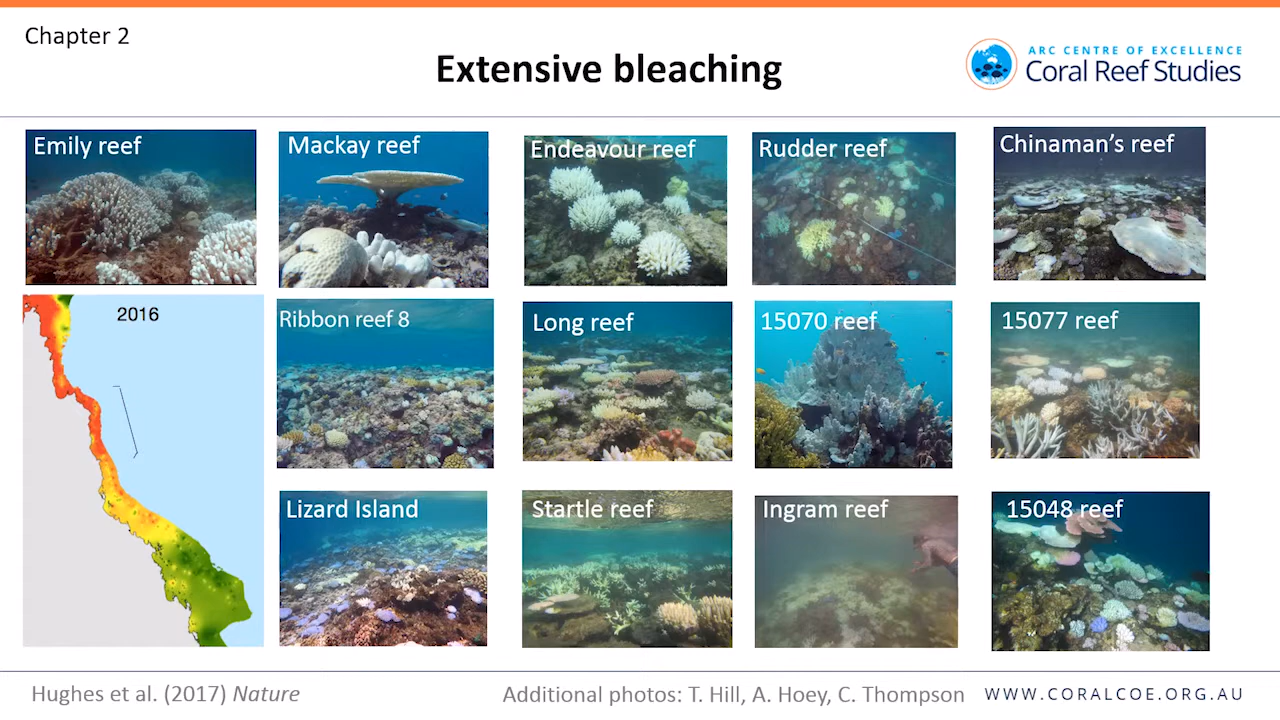 Chapter 2
Extensive bleaching
ARC CENTRE OF EXCELLENCE
Coral Reef Studies
Emily reef
Mackay reef
Endeavour reef
Rudder reef
Chinaman’s reef
2016
Ribbon reef 8
Long reef
15070 reef
15077 reef
Lizard Island
Startle reef
Ingram reef
15048 reef
Hughes et al. (2017) Nature
Additional photos: T. Hill, A. Hoey, C. Thompson
WWW.CORALCOE.ORG.AU